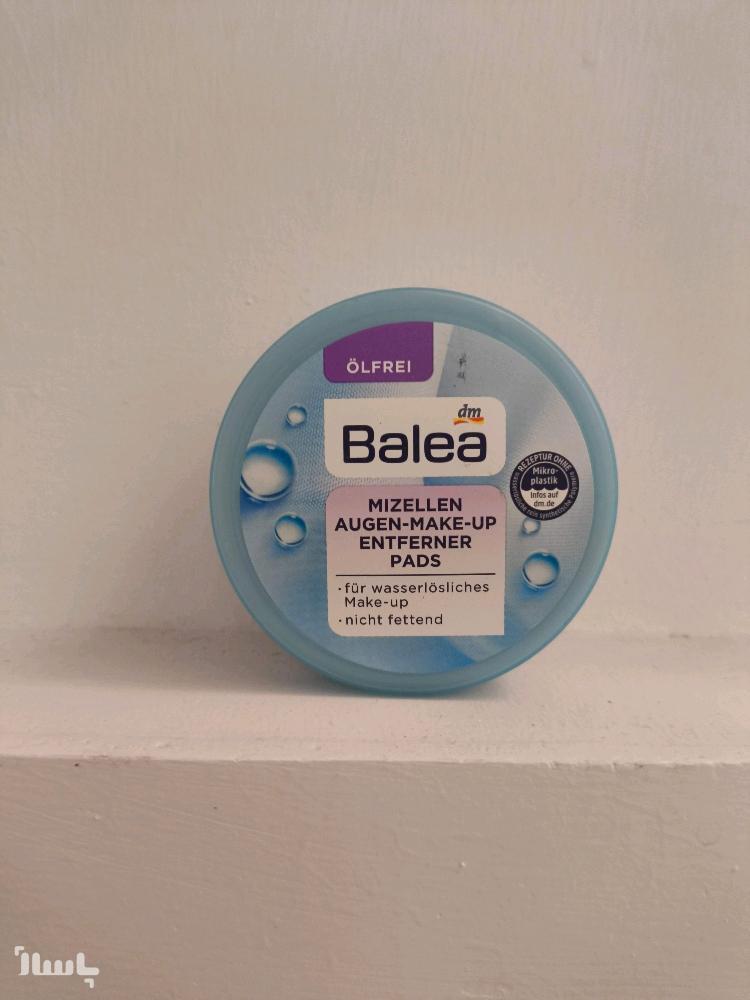 ÖLFREI
dm
Balea
MIZELLEN
AUGEN-MAKE-UP
ENTFERNER
PADS
· für wasserlösliches
Make-up
· nicht fettend
REZEPTUR OHNE
Mikro-
plastik
Infos auf
dm.de
پاساژ